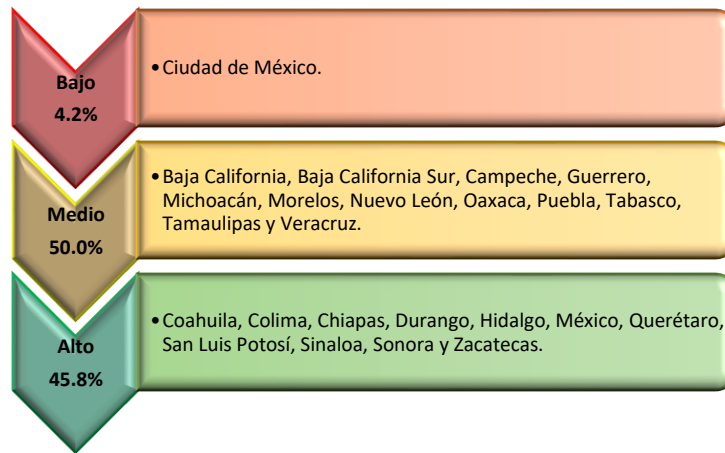 Bajo
4.2%
•Ciudad de México.
Medio
50.0%
•Baja California, Baja California Sur, Campeche, Guerrero,
Michoacán, Morelos, Nuevo León, Oaxaca, Puebla, Tabasco,
Tamaulipas y Veracruz.
Alto
45.8%
•Coahuila, Colima, Chiapas, Durango, Hidalgo, México, Querétaro,
San Luis Potosí, Sinaloa, Sonora y Zacatecas.